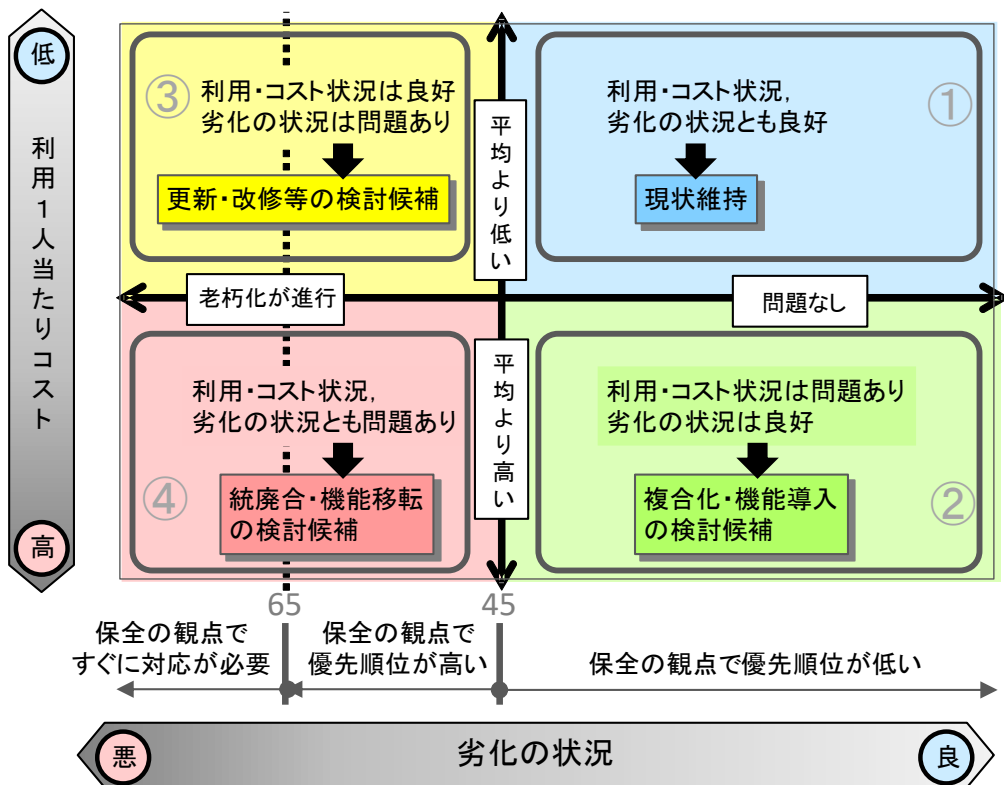 低
利用1人当たりコスト
高
③
利用・コスト状況は良好
劣化の状況は問題あり
更新・改修等の検討候補
平均より低い
①
利用・コスト状況,
劣化の状況とも良好
現状維持
老朽化が進行
問題なし
④
利用・コスト状況,
劣化の状況とも問題あり
統廃合・機能移転
の検討候補
平均より高い
②
利用・コスト状況は問題あり
劣化の状況は良好
複合化・機能導入
の検討候補
65
45
保全の観点で
すぐに対応が必要
保全の観点で
優先順位が高い
保全の観点で優先順位が低い
悪
劣化の状況
良